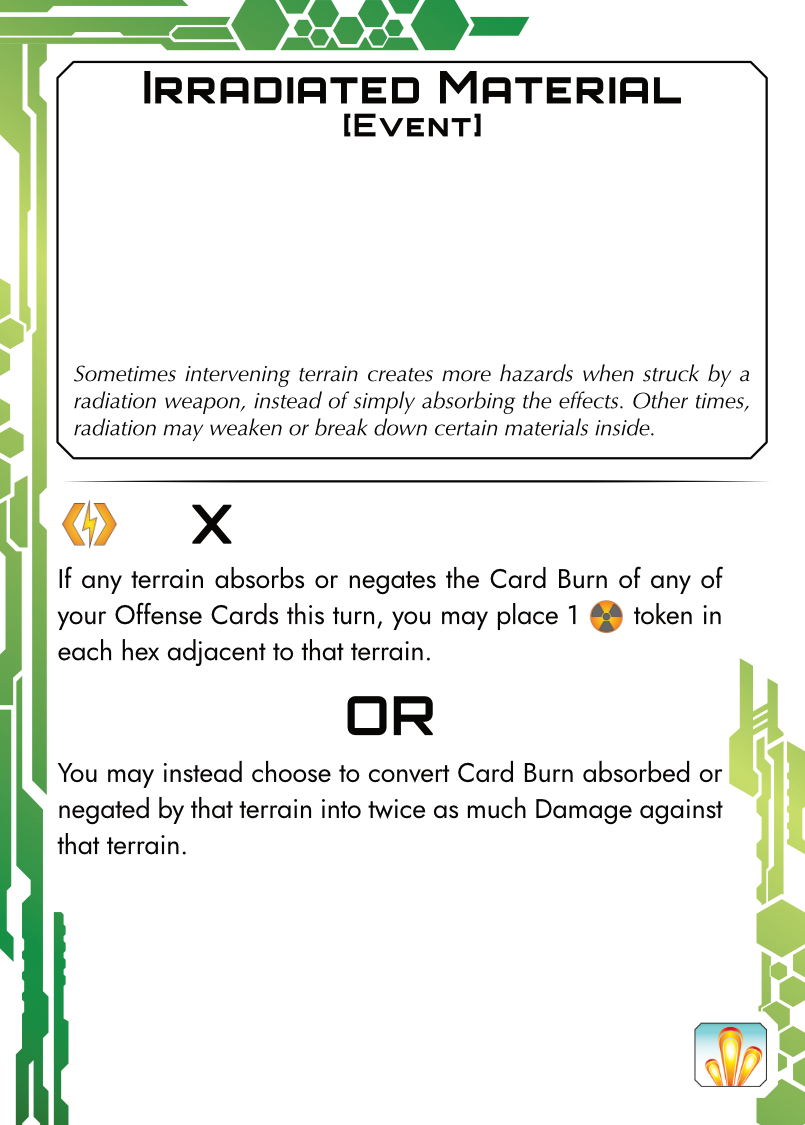 Irradiated Material
[Event]
Sometimes intervening terrain creates more hazards when struck by a
radiation weapon, instead of simply absorbing the effects. Other times,
radiation may weaken or break down certain materials inside.
X
If any terrain absorbs or negates the Card Burn of any of
your Offense Cards this turn, you may place 1 token in
each hex adjacent to that terrain.
OR
You may instead choose to convert Card Burn absorbed or
negated by that terrain into twice as much Damage against
that terrain.